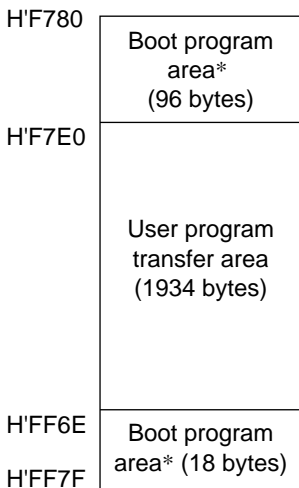 H'F780
Boot program
area*
(96 bytes)
H'F7E0
User program
transfer area
(1934 bytes)
H'FF6E
Boot program
area* (18 bytes)
H'FF7F